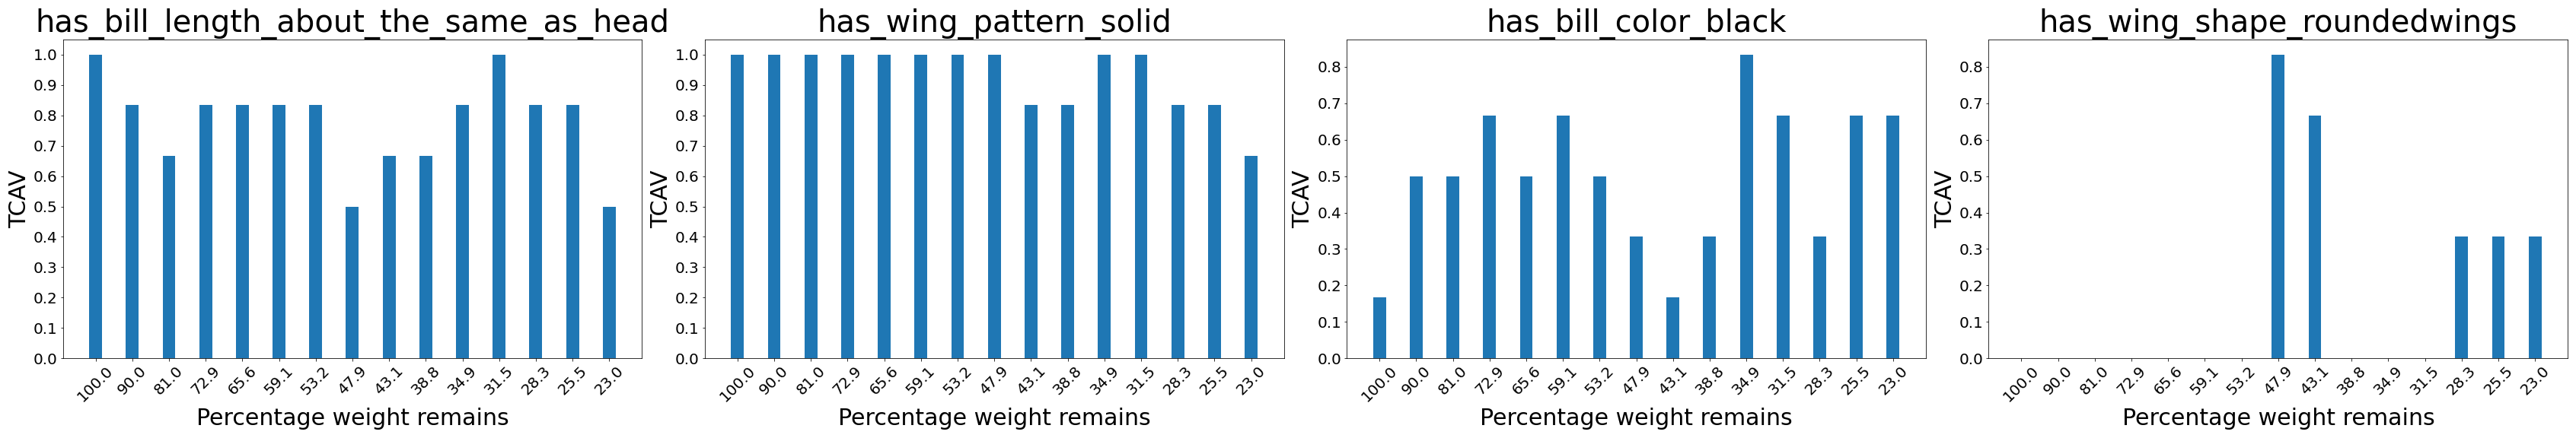 has_bill_length_about_the_same_as_head
TCAV
1.0
0.9
0.8
0.7
0.6
0.5
0.4
0.3
0.2
0.1
0.0
100.0 90.0 81.0 72.9 65.6 59.1 53.2 47.9 43.1 38.8 34.9 31.5 28.3 25.5 23.0
Percentage weight remains
has_wing_pattern_solid
TCAV
1.0
0.9
0.8
0.7
0.6
0.5
0.4
0.3
0.2
0.1
0.0
100.0 90.0 81.0 72.9 65.6 59.1 53.2 47.9 43.1 38.8 34.9 31.5 28.3 25.5 23.0
Percentage weight remains
has_bill_color_black
TCAV
0.8
0.7
0.6
0.5
0.4
0.3
0.2
0.1
0.0
100.0 90.0 81.0 72.9 65.6 59.1 53.2 47.9 43.1 38.8 34.9 31.5 28.3 25.5 23.0
Percentage weight remains
has_wing_shape_roundedwings
TCAV
0.8
0.7
0.6
0.5
0.4
0.3
0.2
0.1
0.0
100.0 90.0 81.0 72.9 65.6 59.1 53.2 47.9 43.1 38.8 34.9 31.5 28.3 25.5 23.0
Percentage weight remains